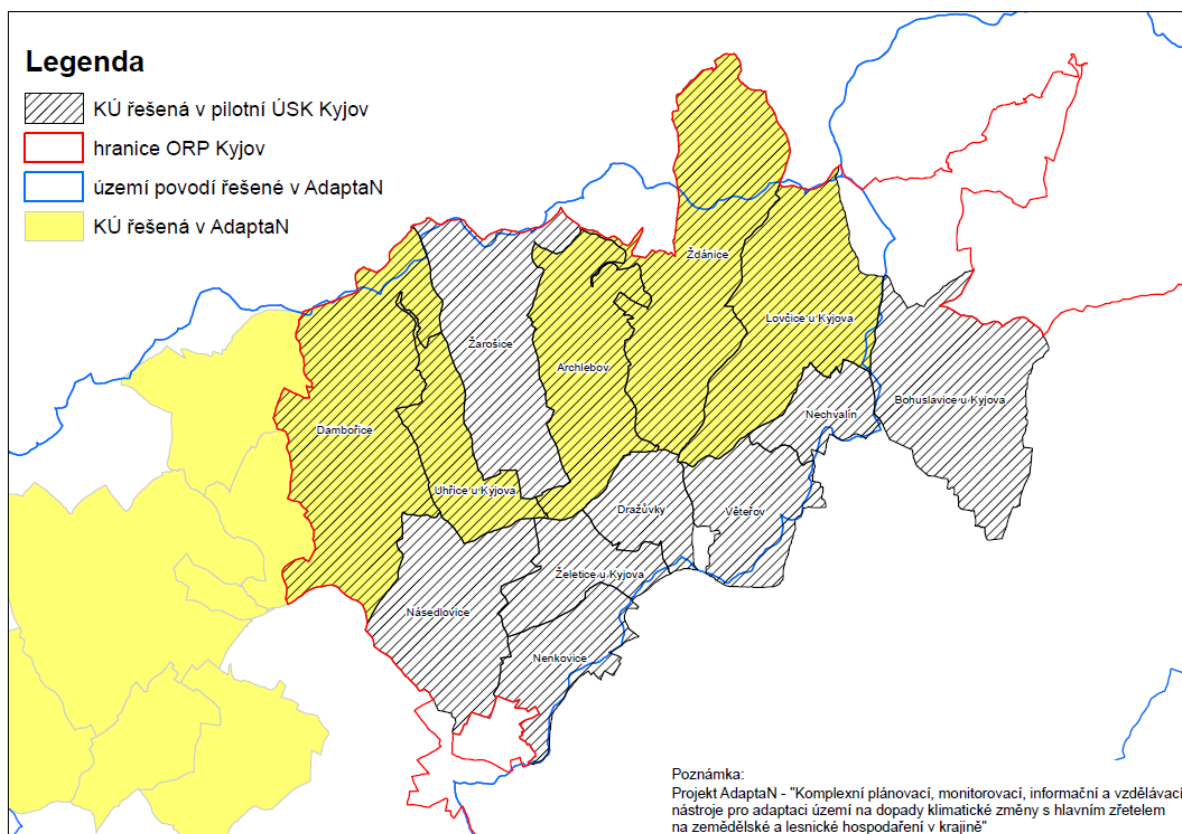 Legenda
KÚ řešená v pilotní ÚSK Kyjov
hranice ORP Kyjov
území povodí řešené v AdaptaN
KÚ řešená v AdaptaN
Ždánice
Lovčice u Kyjova
Žarošice
Archlebov
Bohuslavice u Kyjova
Nechvalín
Dambořice
Uhřice u Kyjova
Dražůvky
Věteřov
Želetice u Kyjova
Násedlovice
Nenkovice
Poznámka:
Projekt AdaptaN - "Komplexní plánovací, monitorovací, informační a vzdělávací
nástroje pro adaptaci území na dopady klimatické změny s hlavním zřetelem
na zemědělské a lesnické hospodaření v krajině"